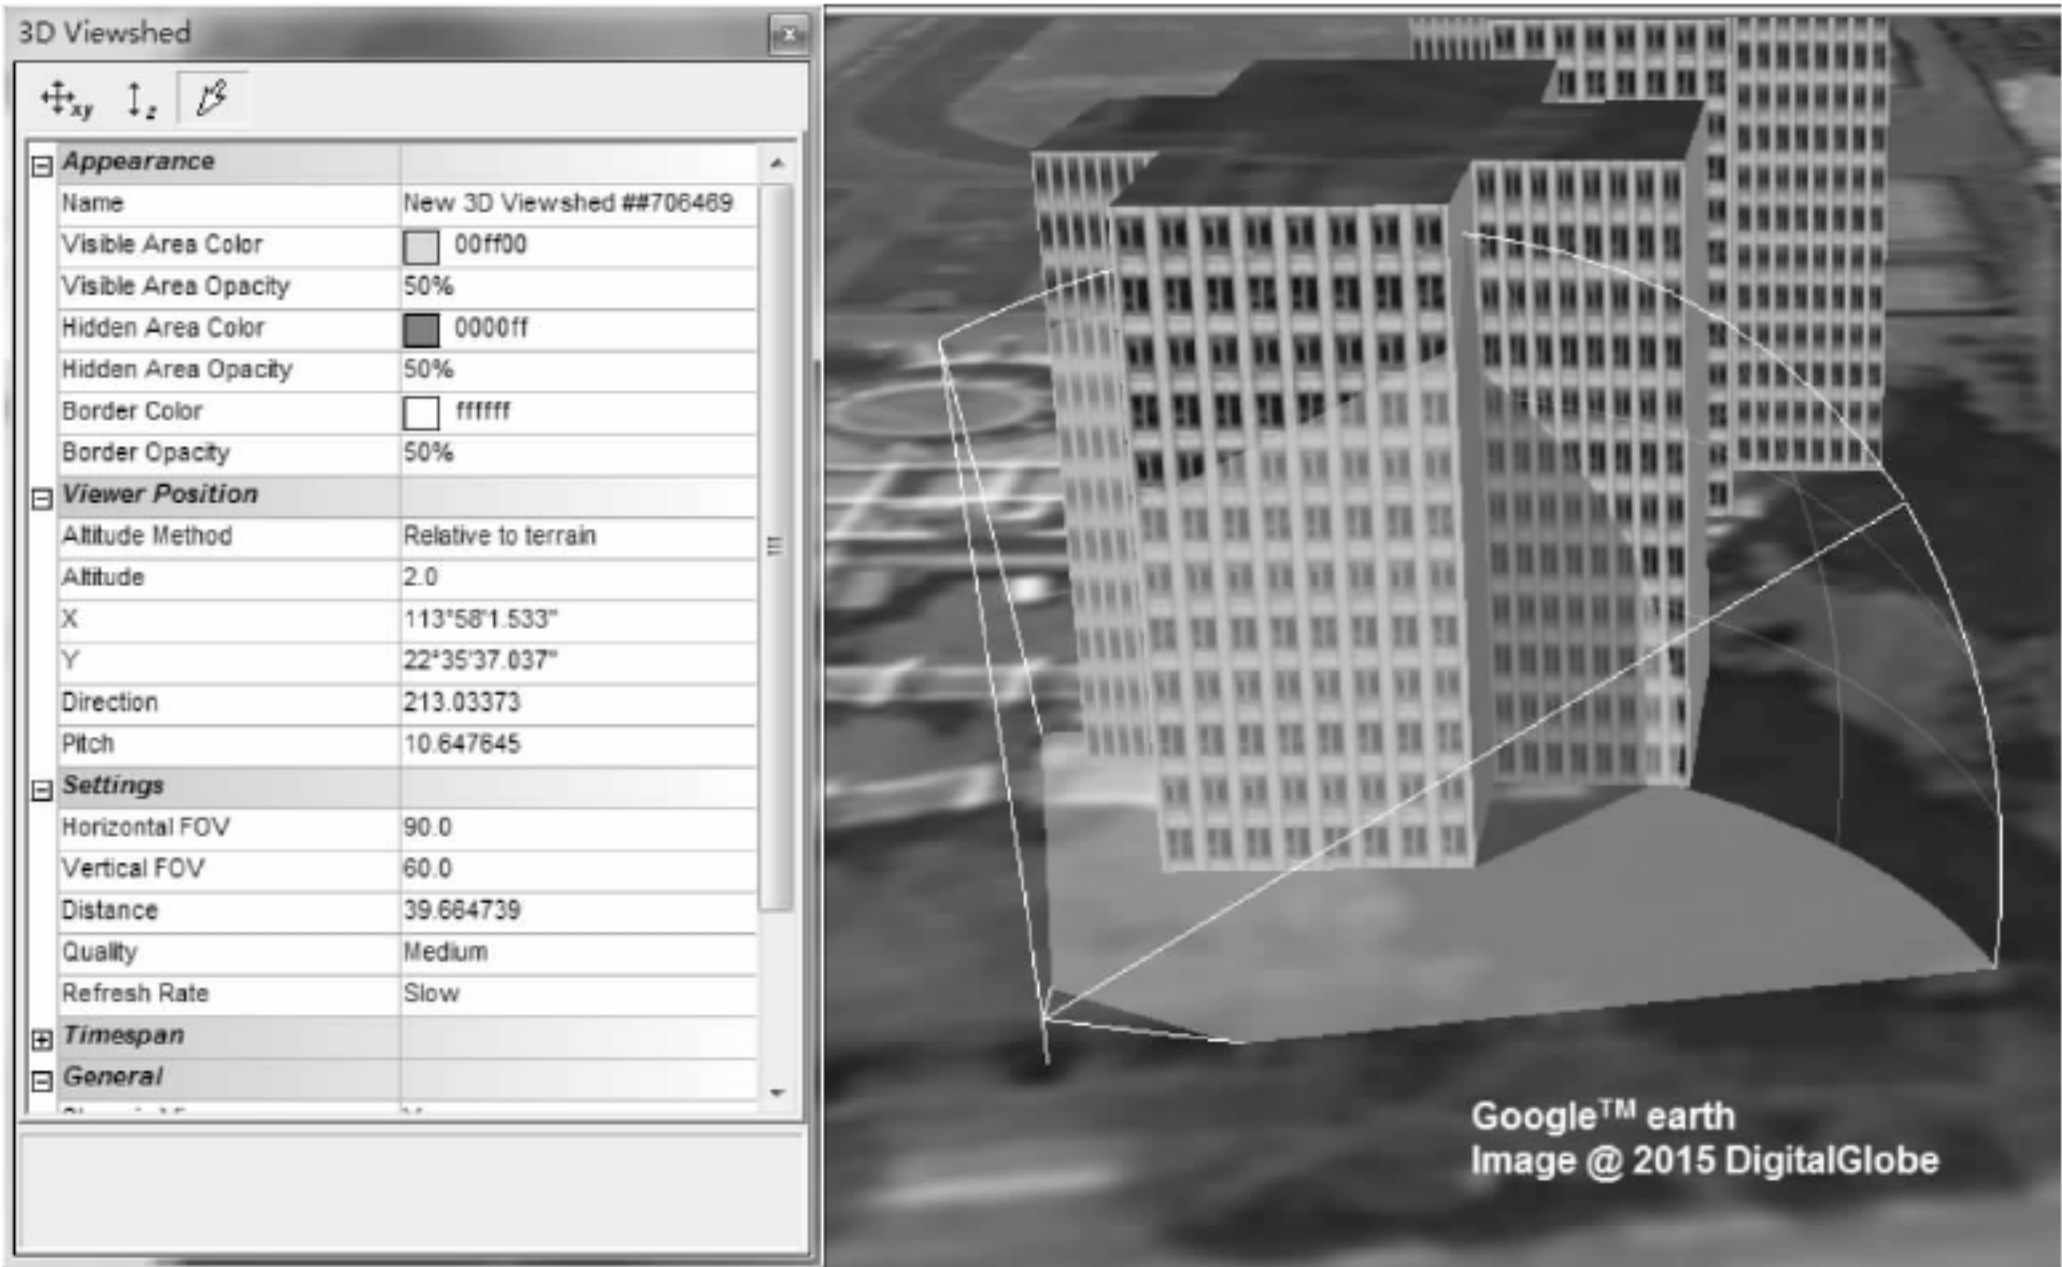 3D Viewshed
xy z
Appearance
Name New 3D Viewshed ##706469
Visible Area Color 00ff00
Visible Area Opacity 50%
Hidden Area Color 0000ff
Hidden Area Opacity 50%
Border Color ffffff
Border Opacity 50%
Viewer Position
Altitude Method Relative to terrain
Altitude 2.0
X 113°58'1.533"
Y 22°35'37.037"
Direction 213.03373
Pitch 10.647645
Settings
Horizontal FOV 90.0
Vertical FOV 60.0
Distance 39.664739
Quality Medium
Refresh Rate Slow
Timespan
General
Google™ earth
Image @ 2015 DigitalGlobe